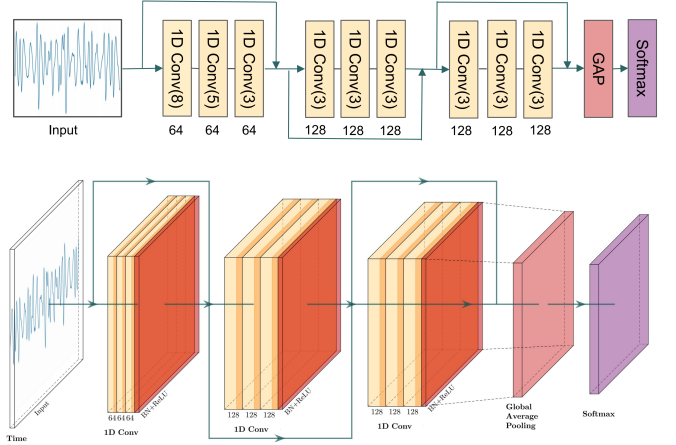 1D Conv(8)
1D Conv(5)
1D Conv(3)
1D Conv(3)
1D Conv(3)
1D Conv(3)
1D Conv(3)
1D Conv(3)
1D Conv(3)
GAP
Softmax
Input
64
64
64
128
128
128
128
128
128
Input
Time
64
64
64
BN+ReLU
1D Conv
128
128
128
BN+ReLU
1D Conv
128
128
128
BN+ReLU
1D Conv
Global
Average
Pooling
Softmax